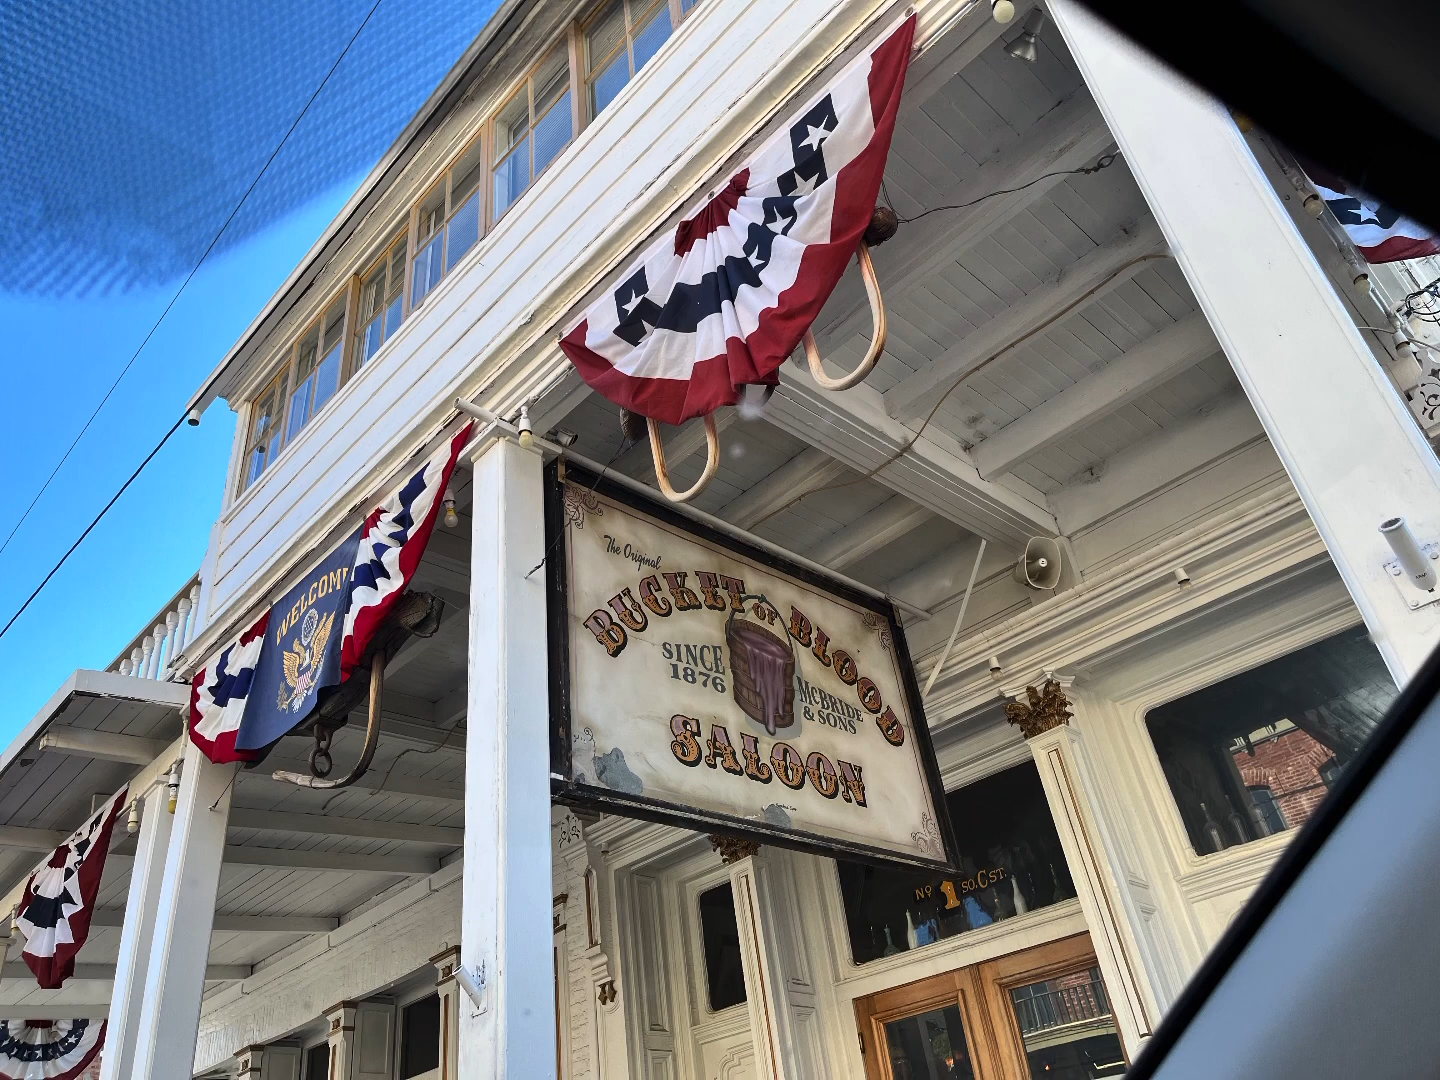 WELCOME
The Original
BUCKET OF BLOOD
SINCE
1876
McBRIDE
& SONS
SALOON
No 1 SO. C ST.